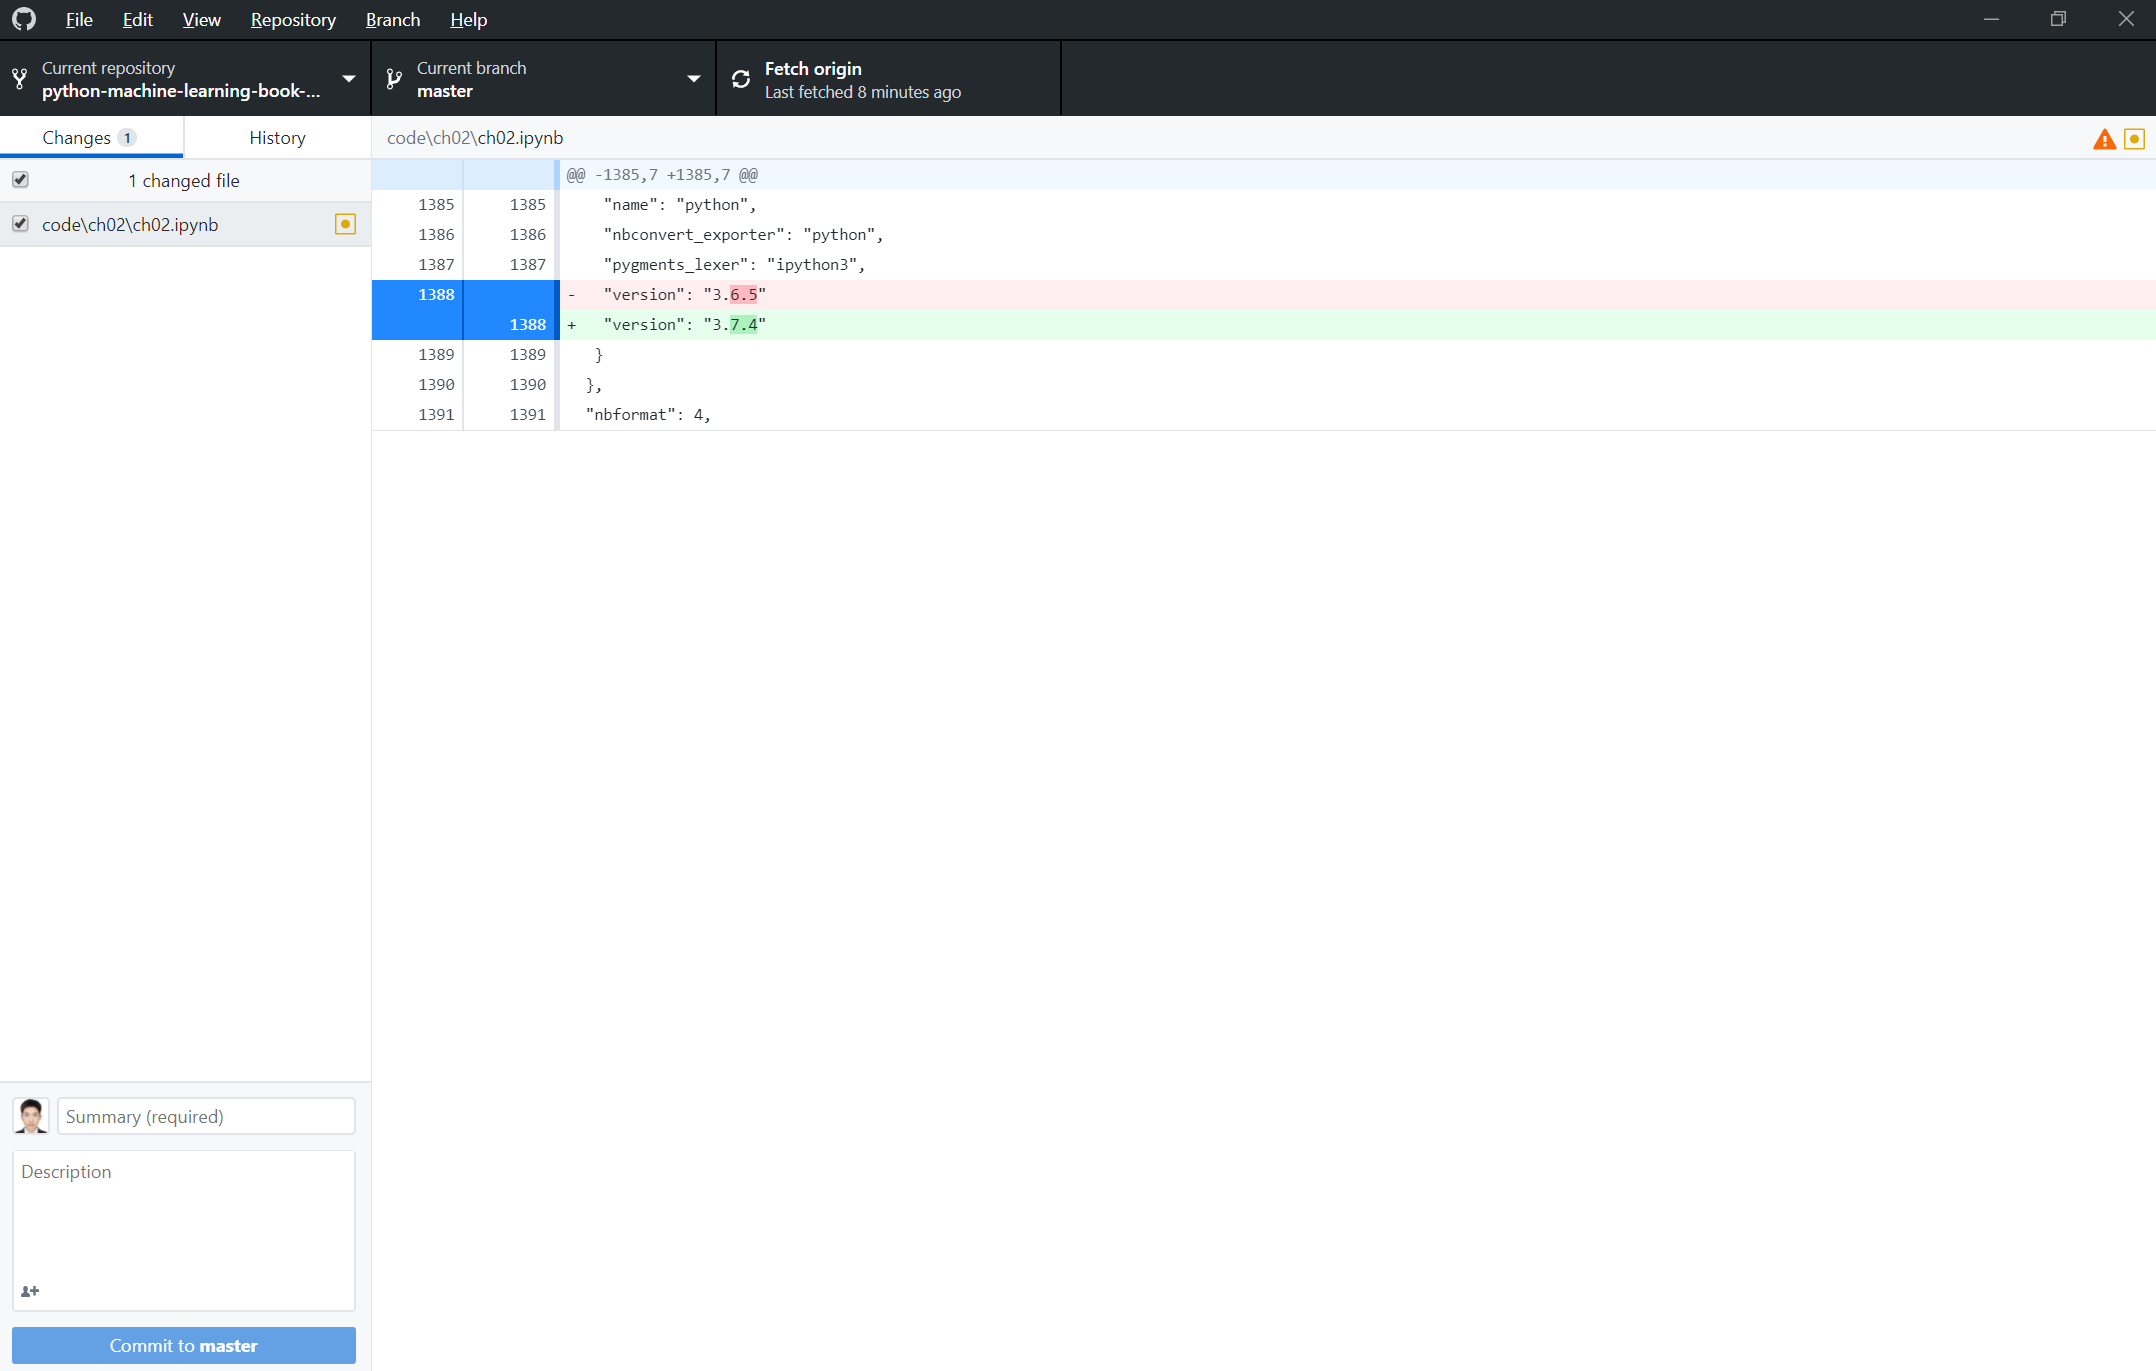 File Edit View Repository Branch Help
Current repository
python-machine-learning-book-...
Current branch
master
Fetch origin
Last fetched 8 minutes ago
Changes 1
History
code\ch02\ch02.ipynb
1 changed file
code\ch02\ch02.ipynb
@@ -1385,7 +1385,7 @@
1385 1385 "name": "python",
1386 1386 "nbconvert_exporter": "python",
1387 1387 "pygments_lexer": "ipython3",
1388 - "version": "3.6.5"
1388 + "version": "3.7.4"
1389 1389 }
1390 1390 },
1391 1391 "nbformat": 4,
Summary (required)
Description
Commit to master